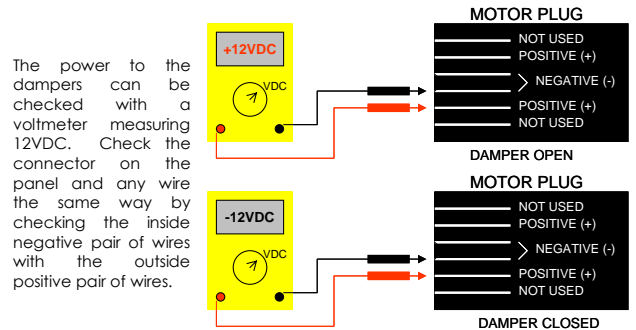 The power to the
dampers can be
checked with a
voltmeter measuring
12VDC. Check the
connector on the
panel and any wire
the same way by
checking the inside
negative pair of wires
with the outside
positive pair of wires.
+12VDC
VDC
MOTOR PLUG
NOT USED
POSITIVE (+)
NEGATIVE (-)
POSITIVE (+)
NOT USED
DAMPER OPEN
-12VDC
VDC
MOTOR PLUG
NOT USED
POSITIVE (+)
NEGATIVE (-)
POSITIVE (+)
NOT USED
DAMPER CLOSED